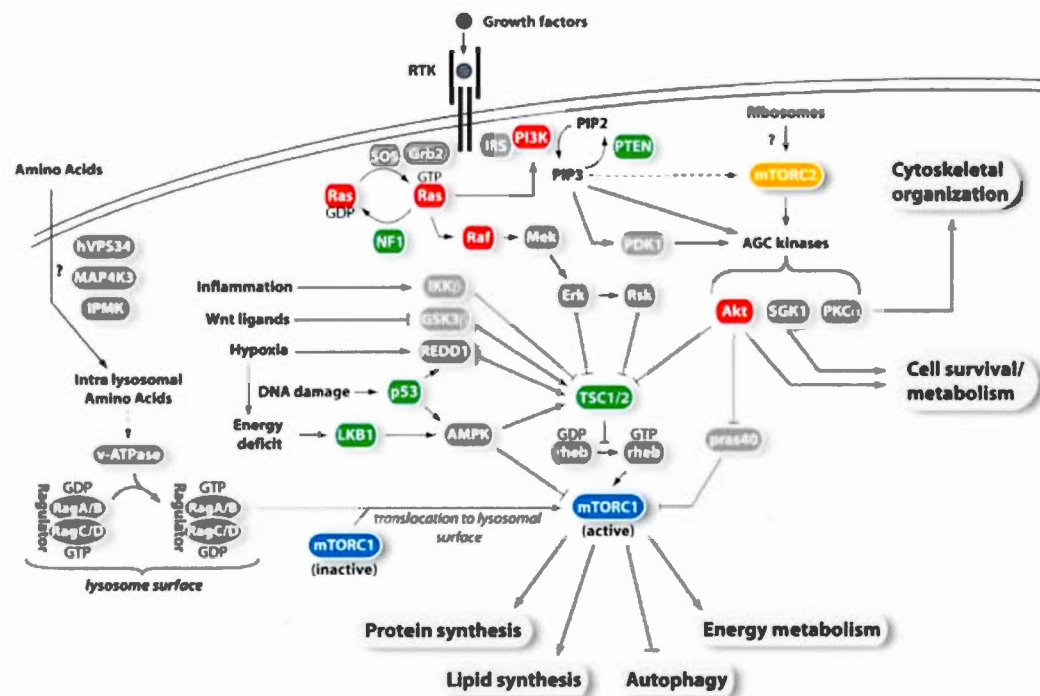 Growth factors
RTK
Amino Acids
hVPS34
?
MAP4K3
IPMK
Intra lysosomal
Amino Acids
v-ATPase
GDP
RagA/B
RagC/D
GTP
Ragulator
GTP
RagA/B
RagC/D
GDP
Ragulator
lysosome surface
SOS
Grb2
Ras
GDP
GTP
Ras
NF1
IRS
PI3K
PIP2
PTEN
PIP3
Ribosomes
?
mTORC2
Cytoskeletal
organization
Raf
Mek
PDK1
AGC kinases
Erk
Rsk
Akt
SGK1
PKCα
Inflammation
IKKβ
Wnt ligands
GSK3β
Hypoxia
REDD1
DNA damage
p53
Energy
deficit
LKB1
AMPK
TSC1/2
Cell survival/
metabolism
GDP
rheb
GTP
rheb
pras40
mTORC1
(active)
translocation to lysosomal
surface
mTORC1
(inactive)
Protein synthesis
Energy metabolism
Lipid synthesis
Autophagy